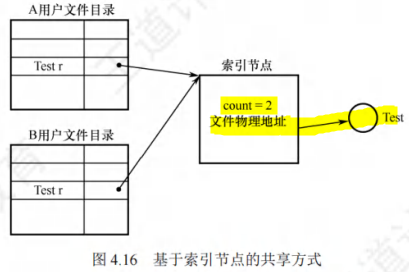 A用户文件目录
Test r
索引节点
count = 2
文件物理地址
Test
B用户文件目录
Test r
图 4.16 基于索引节点的共享方式